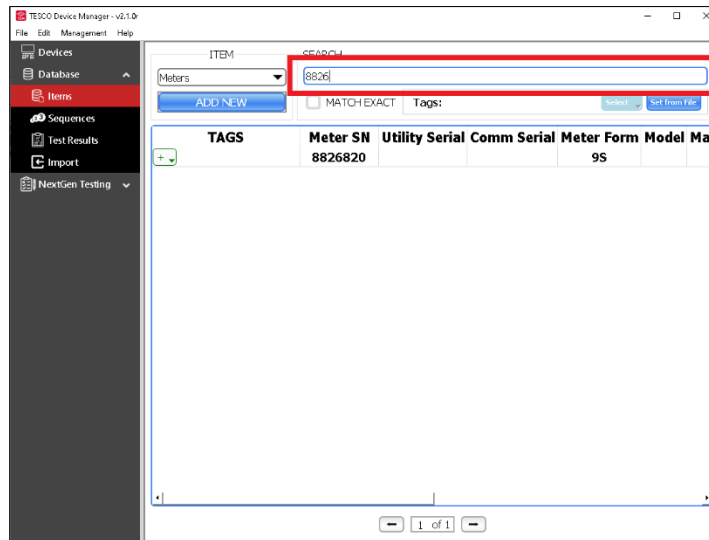 TESCO Device Manager - v2.1.0r
File Edit Management Help
Devices
Database
Items
Sequences
Test Results
Import
NextGen Testing
ITEM
Meters
ADD NEW
SEARCH
8826
MATCH EXACT Tags: Select Set from File
TAGS Meter SN Utility Serial Comm Serial Meter Form Model Ma
+ 8826820 9S
1 of 1